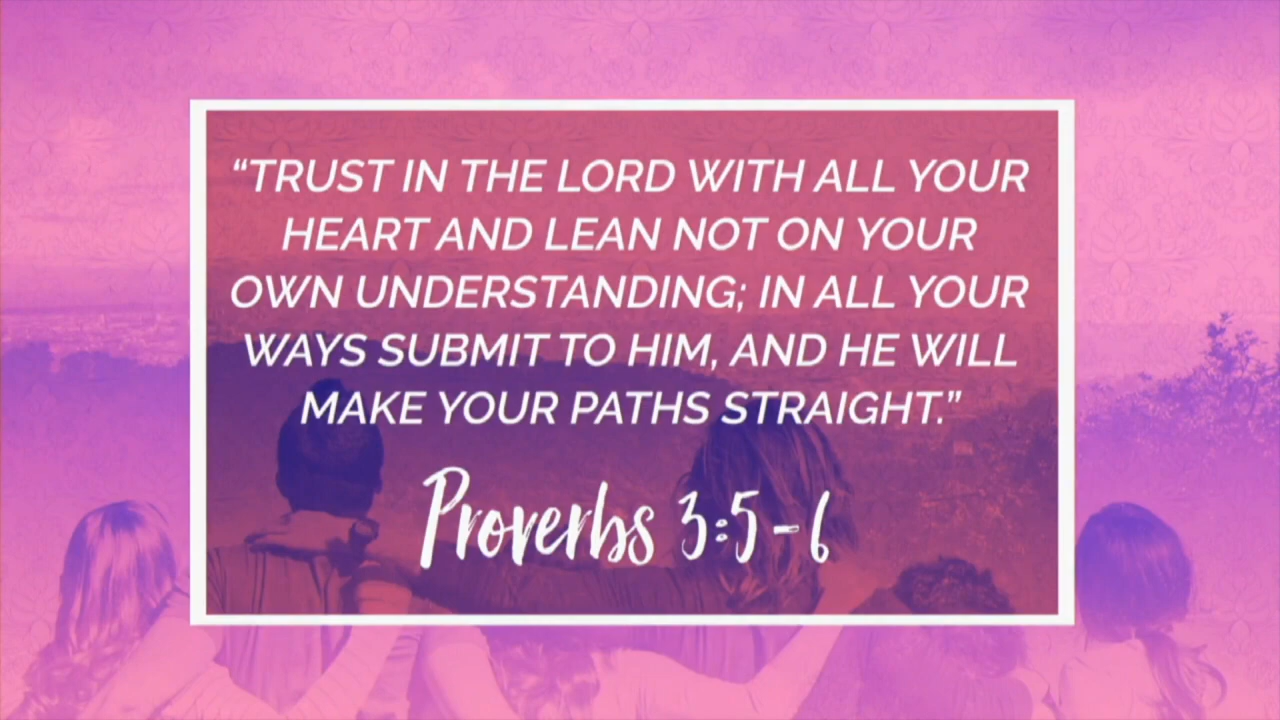 “TRUST IN THE LORD WITH ALL YOUR
HEART AND LEAN NOT ON YOUR
OWN UNDERSTANDING; IN ALL YOUR
WAYS SUBMIT TO HIM, AND HE WILL
MAKE YOUR PATHS STRAIGHT.”
Proverbs 3:5-6